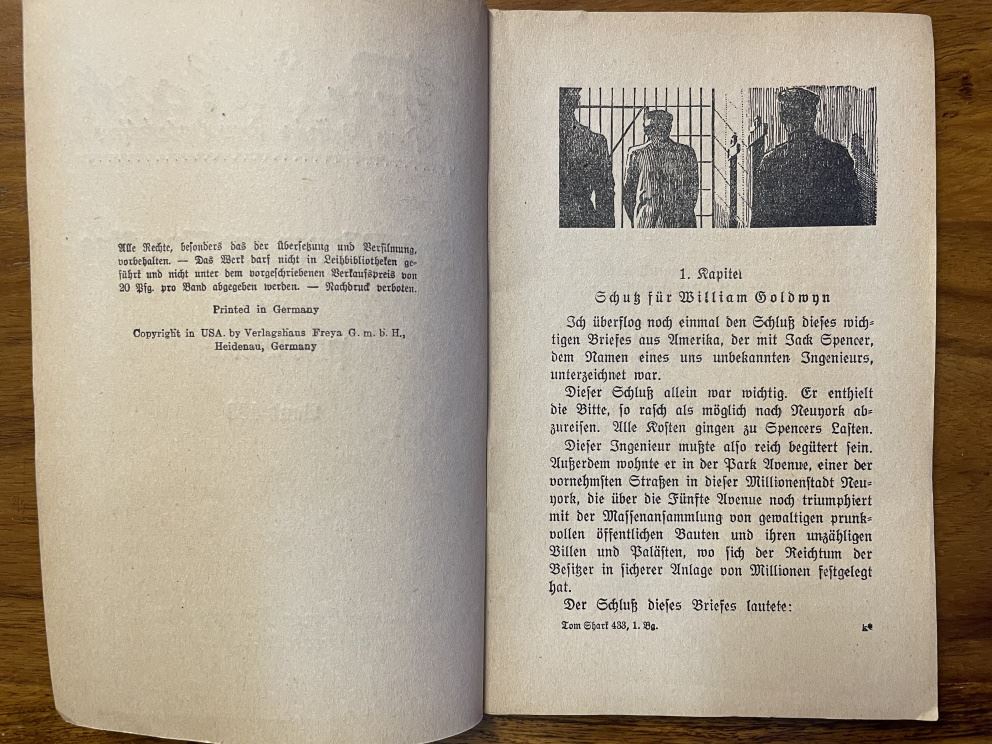 Alle Rechte, besonders das der Übersetzung und Verfilmung,
vorbehalten. — Das Werk darf nicht in Leihbibliotheken ge-
führt und nicht unter dem vorgeschriebenen Verkaufspreis von
20 Pfg. pro Band abgegeben werden. — Nachdruck verboten.
Printed in Germany
Copyright in USA. by Verlagshaus Freya G. m. b. H.,
Heidenau, Germany
1. Kapitel
Schutz für William Goldwyn
Ich überflog noch einmal den Schluß dieses wich-
tigen Briefes aus Amerika, der mit Jack Spencer,
dem Namen eines uns unbekannten Ingenieurs,
unterzeichnet war.
Dieser Schluß allein war wichtig. Er enthielt
die Bitte, so rasch als möglich nach Neuyork ab-
zureisen. Alle Kosten gingen zu Spencers Lasten.
Dieser Ingenieur mußte also reich begütert sein.
Außerdem wohnte er in der Park Avenue, einer der
vornehmsten Straßen in dieser Millionenstadt Neu-
york, die über die Fünfte Avenue noch triumphiert
mit der Massenansammlung von gewaltigen prunk-
vollen öffentlichen Bauten und ihren unzähligen
Villen und Palästen, wo sich der Reichtum der
Besitzer in sicherer Anlage von Millionen festgelegt
hat.
Der Schluß dieses Briefes lautete:
Tom Shark 433, 1. Bg.